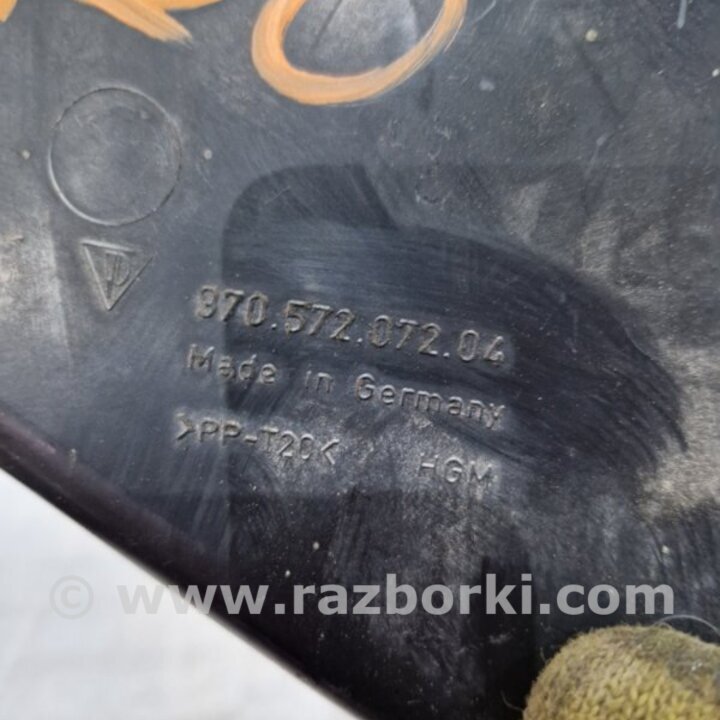 970.572.072.04
Made in Germany
>PP-T20< HGM
© www.razborki.com